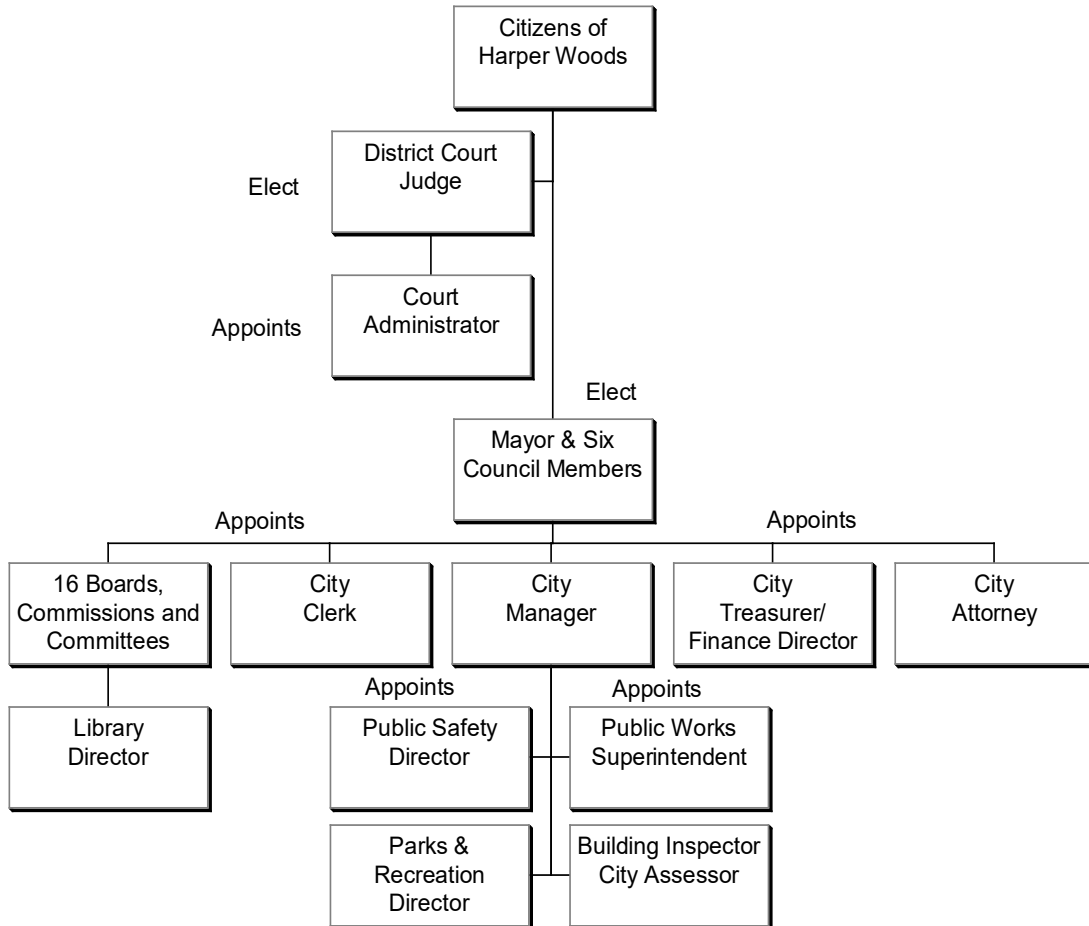 Citizens of
Harper Woods
District Court
Judge
Elect
Court
Administrator
Appoints
Elect
Mayor & Six
Council Members
Appoints
Appoints
16 Boards,
Commissions and
Committees
City
Clerk
City
Manager
City
Treasurer/
Finance Director
City
Attorney
Appoints
Appoints
Library
Director
Public Safety
Director
Public Works
Superintendent
Parks &
Recreation
Director
Building Inspector
City Assessor